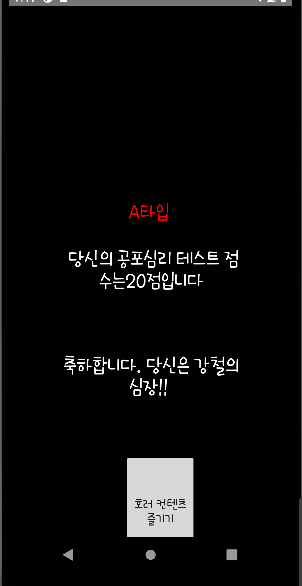 A타입
당신의 공포심리 테스트 점
수는20점입니다
축하합니다. 당신은 강철의
심장!!
호러 컨텐츠
즐기기